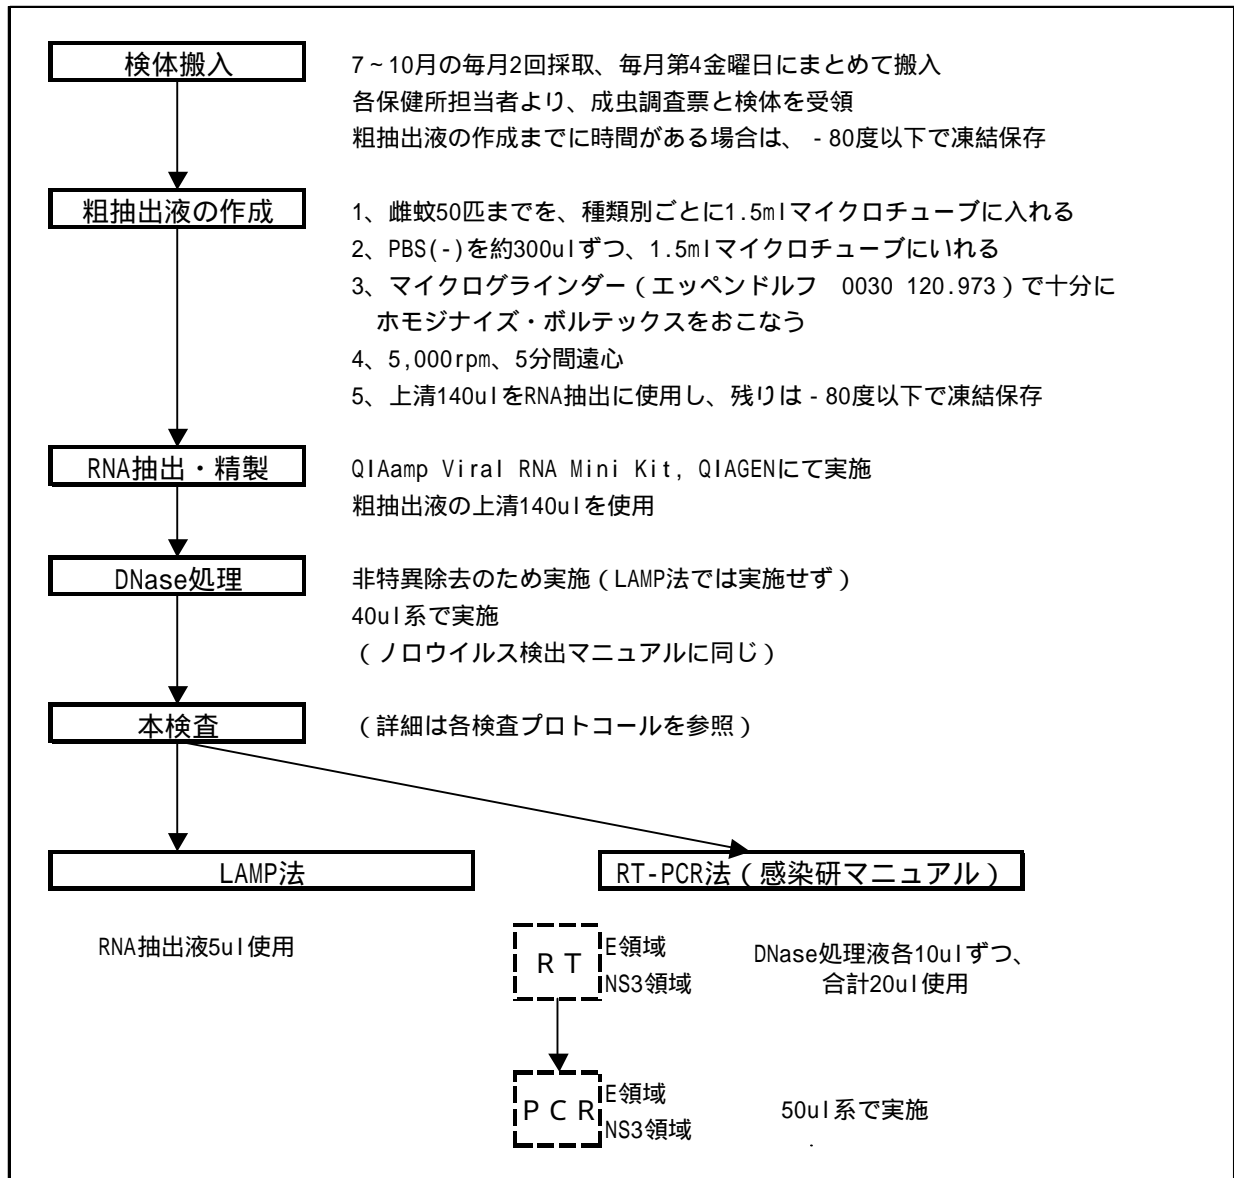 検体搬入
7~10月の毎月2回採取、毎月第4金曜日にまとめて搬入
各保健所担当者より、成虫調査票と検体を受領
粗抽出液の作成までに時間がある場合は、-80度以下で凍結保存
粗抽出液の作成
1、雌蚊50匹までを、種類別ごとに1.5mlマイクロチューブに入れる
2、PBS(-)を約300ulずつ、1.5mlマイクロチューブにいれる
3、マイクログラインダー(エッペンドルフ 0030 120.973)で十分に
ホモジナイズ・ボルテックスをおこなう
4、5,000rpm、5分間遠心
5、上清140ulをRNA抽出に使用し、残りは-80度以下で凍結保存
RNA抽出・精製
QIAamp Viral RNA Mini Kit, QIAGENにて実施
粗抽出液の上清140ulを使用
DNase処理
非特異除去のため実施(LAMP法では実施せず)
40ul系で実施
(ノロウイルス検出マニュアルに同じ)
本検査
(詳細は各検査プロトコールを参照)
LAMP法
RT-PCR法(感染研マニュアル)
RNA抽出液5ul使用
RT
E領域
NS3領域
DNase処理液各10ulずつ、
合計20ul使用
PCR
E領域
NS3領域
50ul系で実施